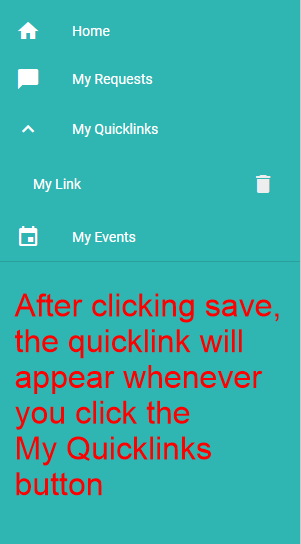 Home
My Requests
My Quicklinks
My Link
My Events
After clicking save,
the quicklink will
appear whenever
you click the
My Quicklinks
button